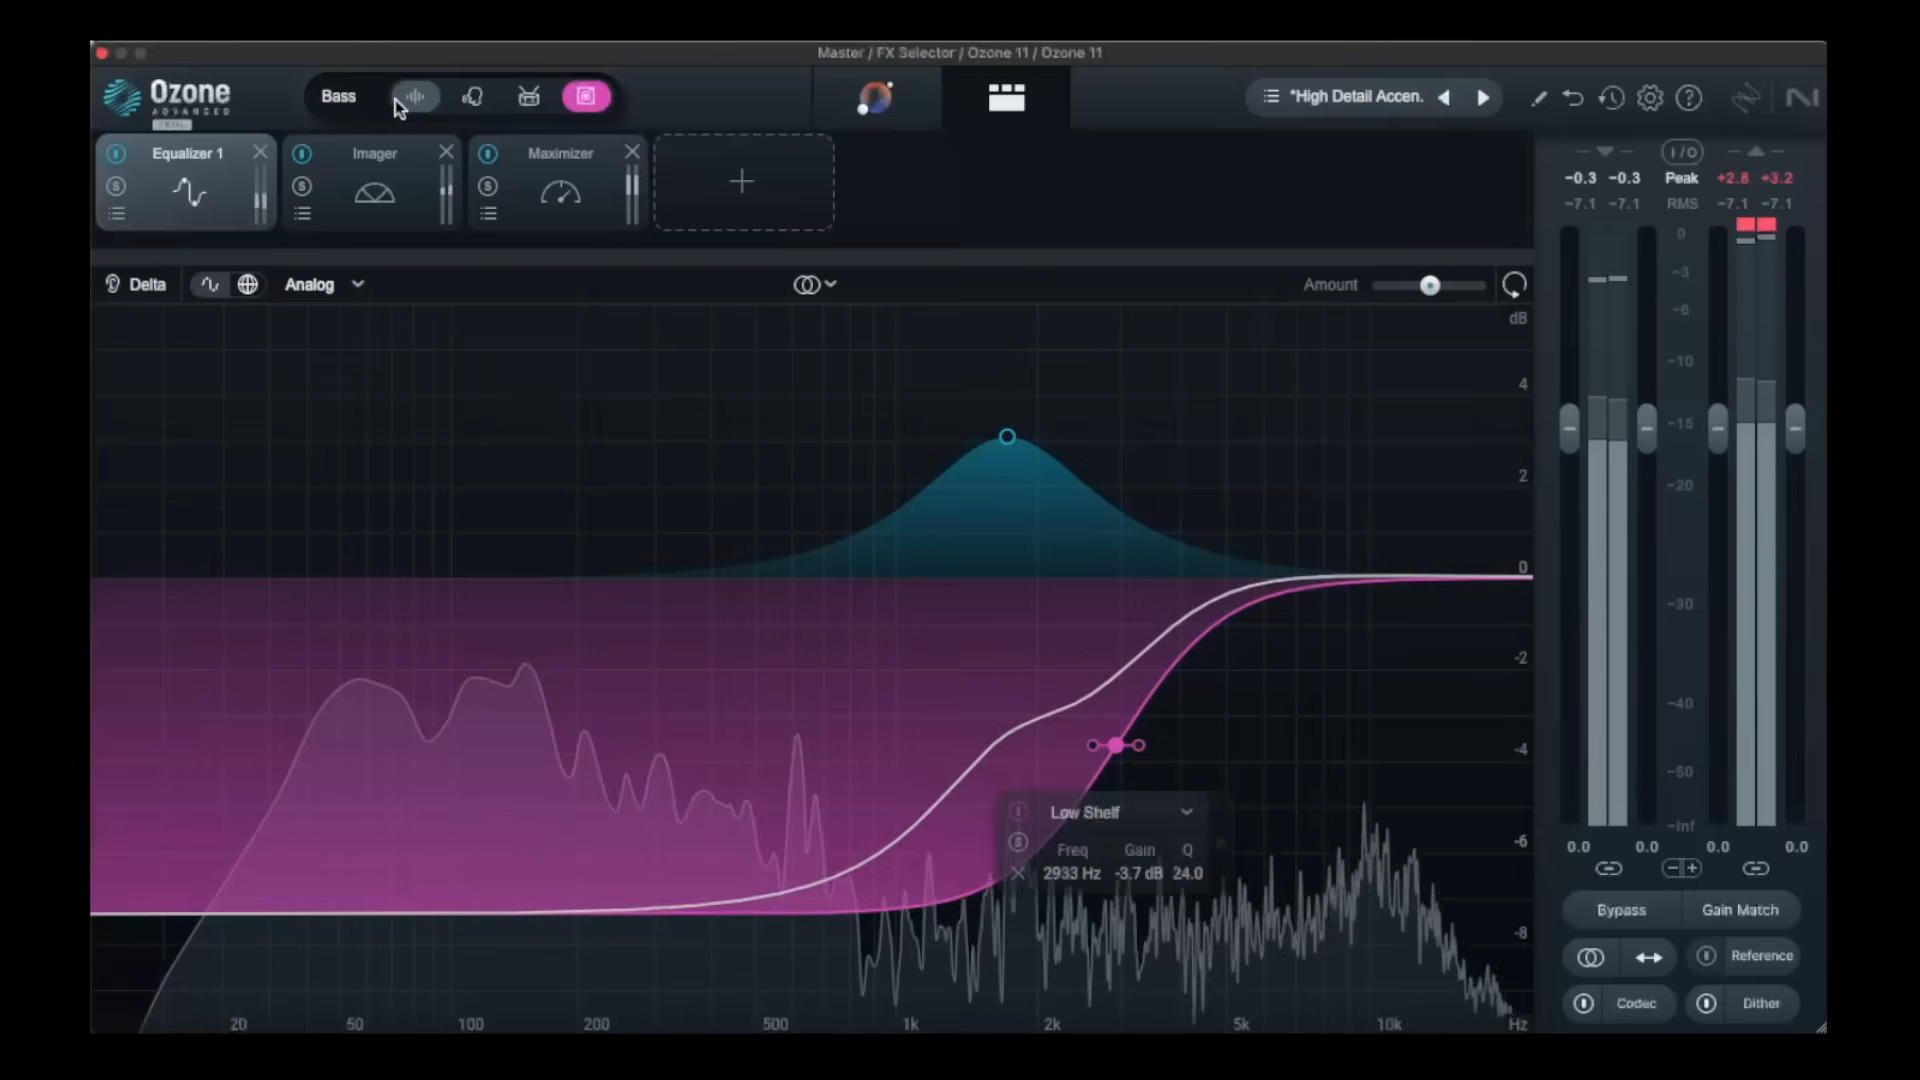 Master / FX Selector / Ozone 11 / Ozone 11
Ozone
ADVANCED
TRIAL
Bass
*High Detail Accen.
Equalizer 1
S
Imager
S
Maximizer
S
I/O
-0.3 -0.3 Peak +2.8 +3.2
-7.1 -7.1 RMS -7.1 -7.1
Delta
Analog
Amount
dB
4
2
0
-2
-4
-6
-8
Low Shelf
S
Freq Gain Q
2933 Hz -3.7 dB 24.0
20 50 100 200 500 1k 2k 5k 10k Hz
0
-3
-6
-10
-15
-20
-30
-40
-50
-Inf
0.0 0.0 0.0 0.0
Bypass
Gain Match
Reference
Codec
Dither